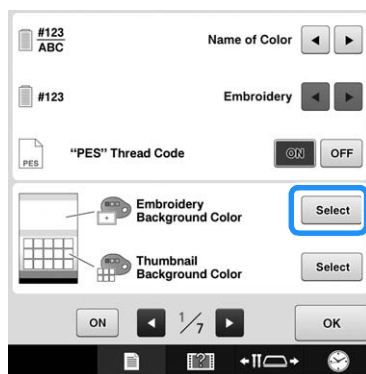 #123
ABC
Name of Color
#123
Embroidery
PES
"PES" Thread Code
ON
OFF
Embroidery
Background Color
Select
Thumbnail
Background Color
Select
ON
1/7
OK
?